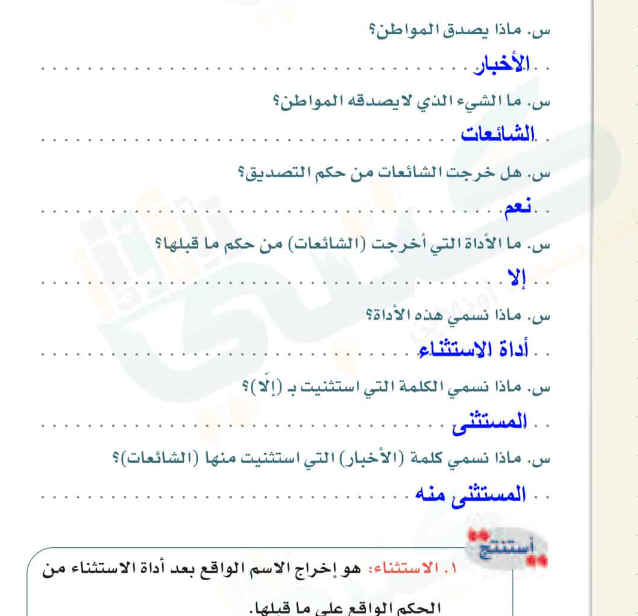 س. ماذا يصدق المواطن؟
. . الأخبار . . . . . . . . . . . . . . . . . . . . . . . . . . . . . . . . . . . . . .
س. ما الشيء الذي لايصدقه المواطن؟
. . الشائعات . . . . . . . . . . . . . . . . . . . . . . . . . . . . . . . . . . . . .
س. هل خرجت الشائعات من حكم التصديق؟
. . نعم . . . . . . . . . . . . . . . . . . . . . . . . . . . . . . . . . . . . . . . .
س. ما الأداة التي أخرجت (الشائعات) من حكم ما قبلها؟
. . إلا . . . . . . . . . . . . . . . . . . . . . . . . . . . . . . . . . . . . . . . .
س. ماذا نسمي هذه الأداة؟
. . أداة الاستثناء . . . . . . . . . . . . . . . . . . . . . . . . . . . . . . . . .
س. ماذا نسمي الكلمة التي استثنيت بـ (إلّا)؟
. . المستثنى . . . . . . . . . . . . . . . . . . . . . . . . . . . . . . . . . . . .
س. ماذا نسمي كلمة (الأخبار) التي استثنيت منها (الشائعات)؟
. . المستثنى منه . . . . . . . . . . . . . . . . . . . . . . . . . . . . . . . . .
أستنتج
١. الاستثناء: هو إخراج الاسم الواقع بعد أداة الاستثناء من
الحكم الواقع على ما قبلها.